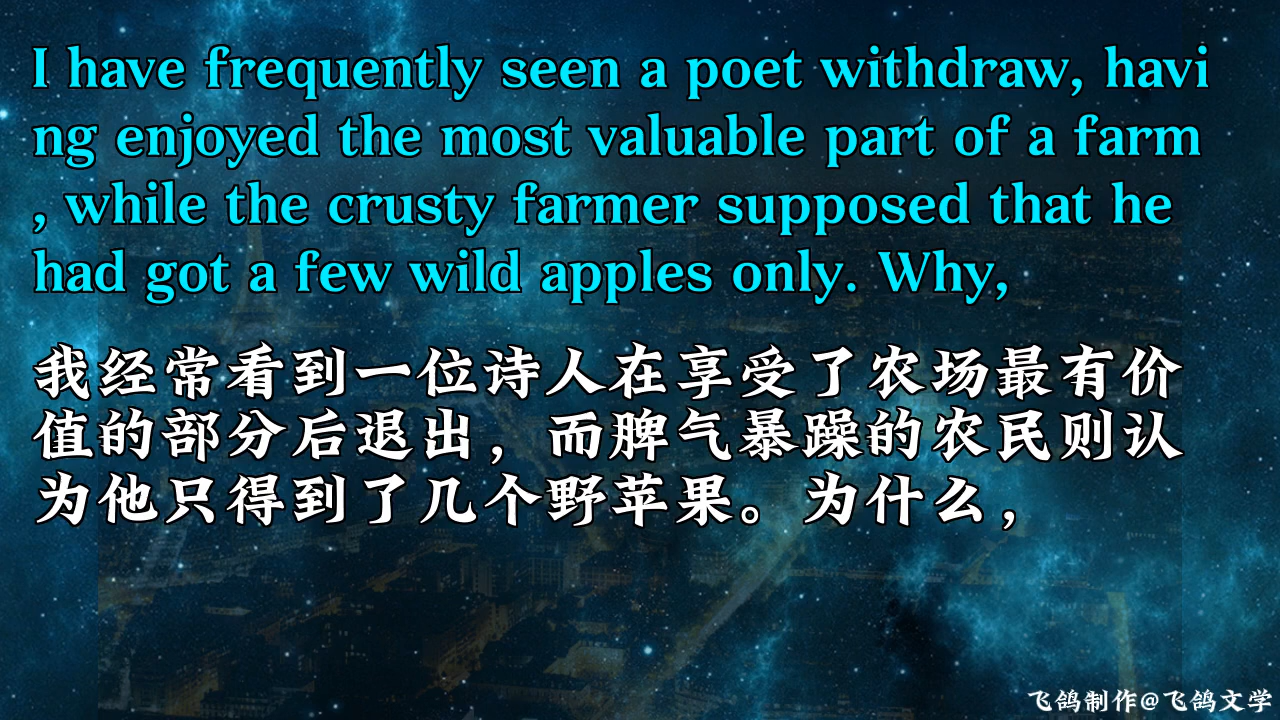 I have frequently seen a poet withdraw, havi
ng enjoyed the most valuable part of a farm
, while the crusty farmer supposed that he
had got a few wild apples only. Why,
我经常看到一位诗人在享受了农场最有价
值的部分后退出，而脾气暴躁的农民则认
为他只得到了几个野苹果。为什么，
飞鸽制作@飞鸽文学